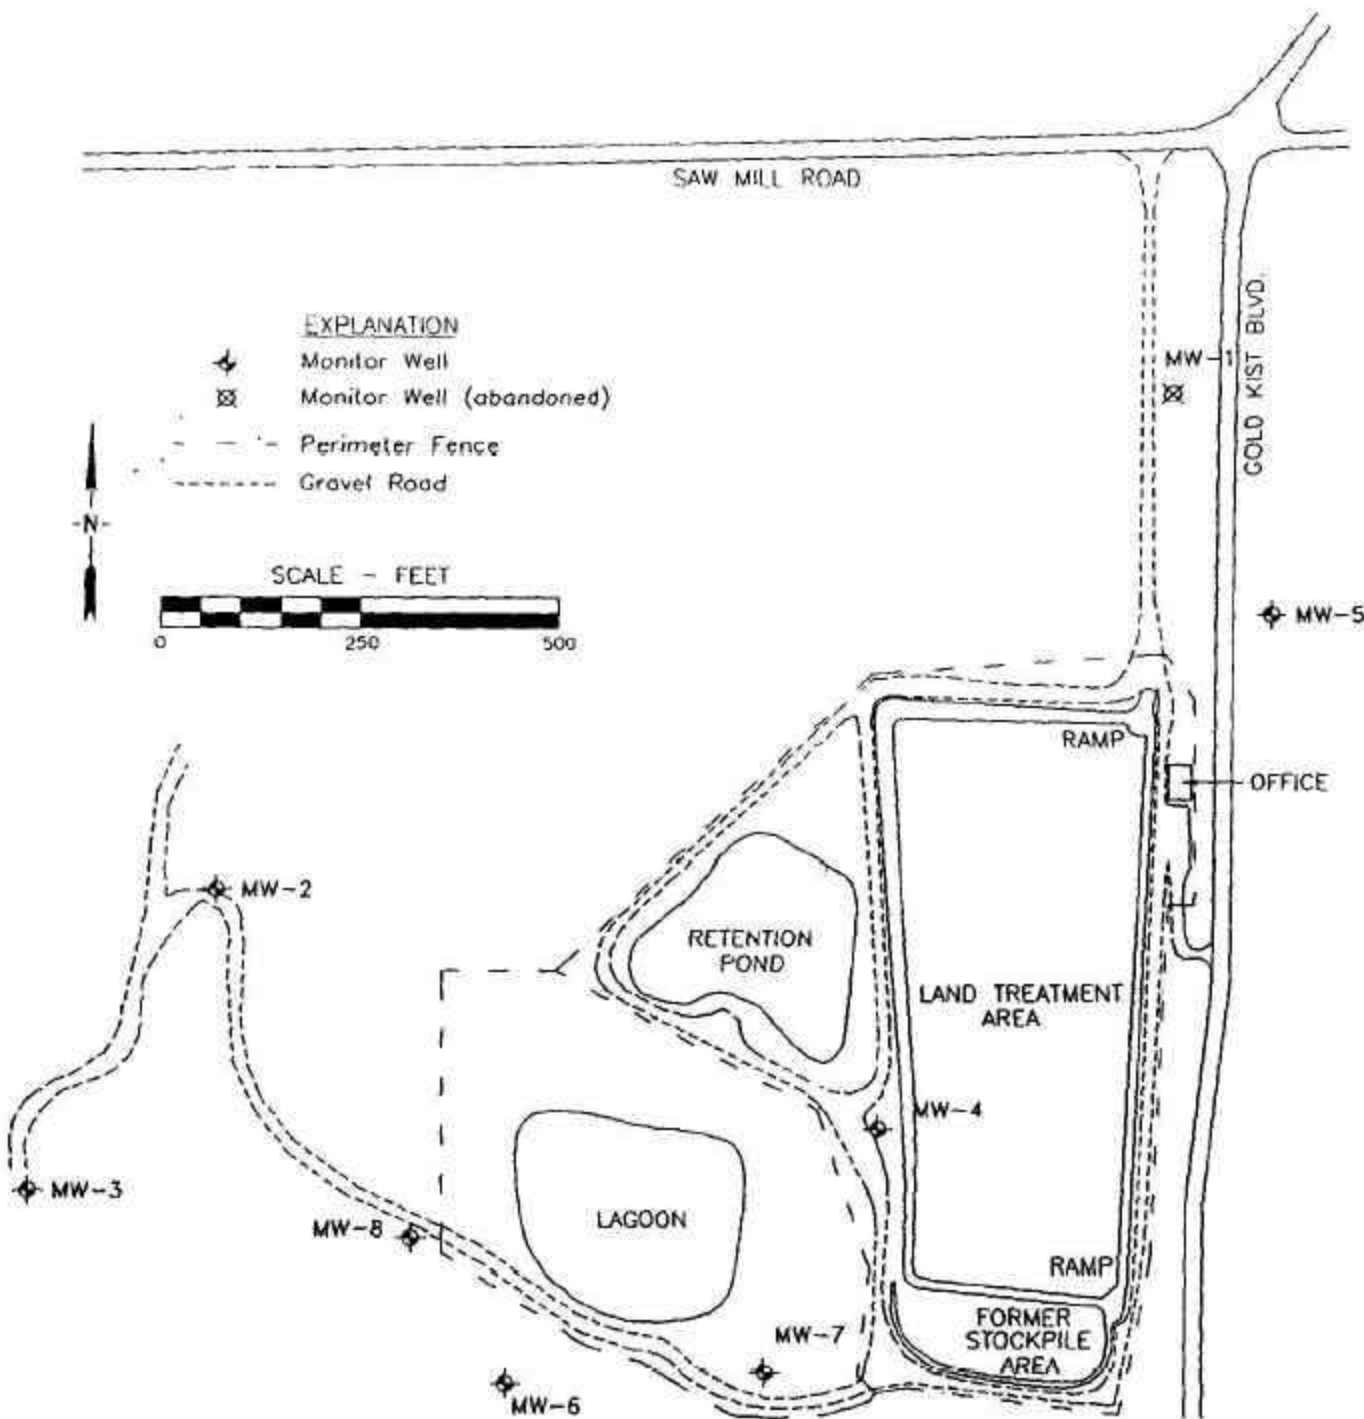 SAW MILL ROAD
GOLD KIST BLVD.
EXPLANATION
Monitor Well
Monitor Well (abandoned)
Perimeter Fence
Gravel Road
MW-1
-N-
SCALE - FEET
0 250 500
MW-5
RAMP
OFFICE
MW-2
RETENTION
POND
LAND TREATMENT
AREA
MW-4
MW-3
MW-8
LAGOON
RAMP
FORMER
STOCKPILE
AREA
MW-7
MW-6